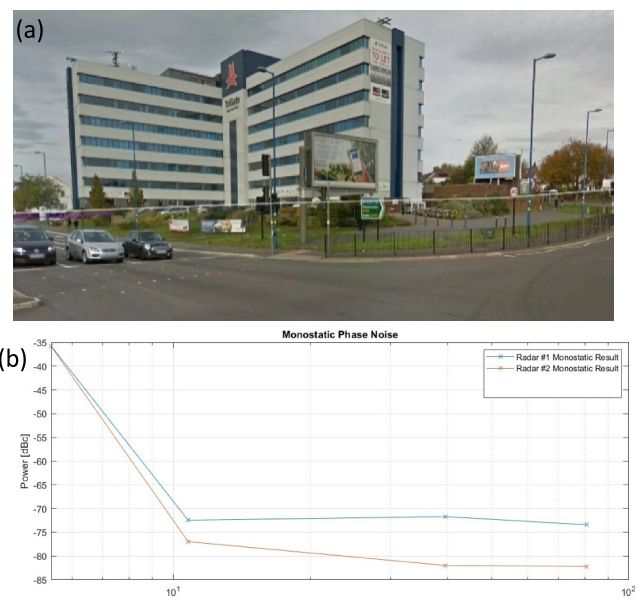 (a)
TO LET
TriGate
(b)
Monostatic Phase Noise
Radar #1 Monostatic Result
Radar #2 Monostatic Result
Power [dBc]
-35
-40
-45
-50
-55
-60
-65
-70
-75
-80
-85
10^1
10^2